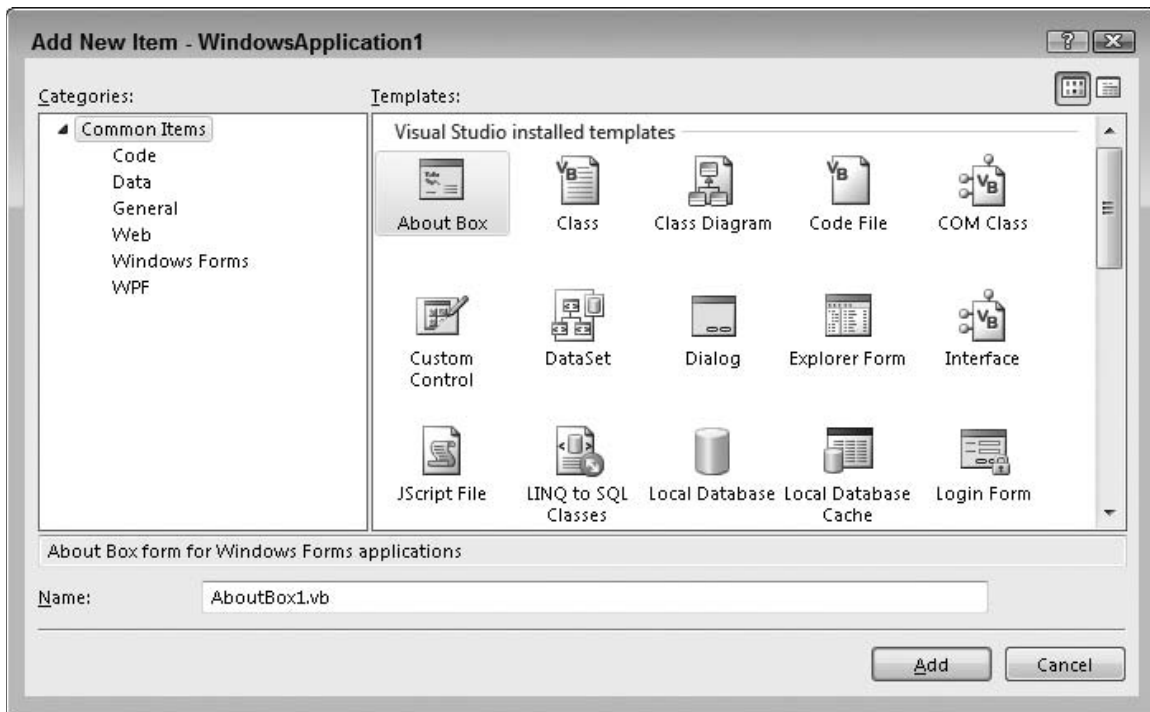 Add New Item - WindowsApplication1
?
Categories:
Templates:
Common Items
Code
Data
General
Web
Windows Forms
WPF
Visual Studio installed templates
About Box
Class
Class Diagram
Code File
COM Class
Custom
Control
DataSet
Dialog
Explorer Form
Interface
JScript File
LINQ to SQL
Classes
Local Database
Local Database
Cache
Login Form
About Box form for Windows Forms applications
Name:
AboutBox1.vb
Add
Cancel